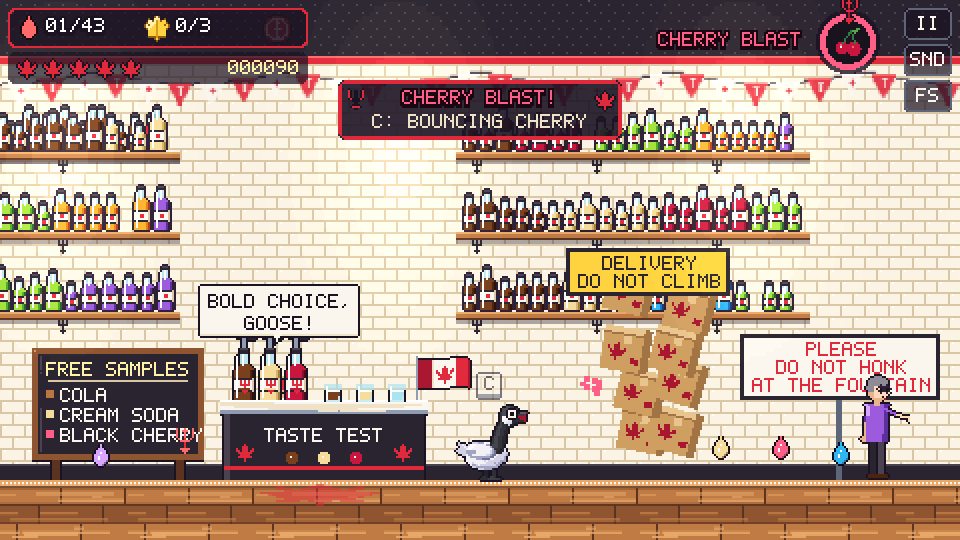 01/43 0/3
000090
CHERRY BLAST
II
SND
FS
CHERRY BLAST!
C: BOUNCING CHERRY
DELIVERY
DO NOT CLIMB
BOLD CHOICE,
GOOSE!
PLEASE
DO NOT HONK
AT THE FOUNTAIN
FREE SAMPLES
COLA
CREAM SODA
BLACK CHERRY
C
TASTE TEST